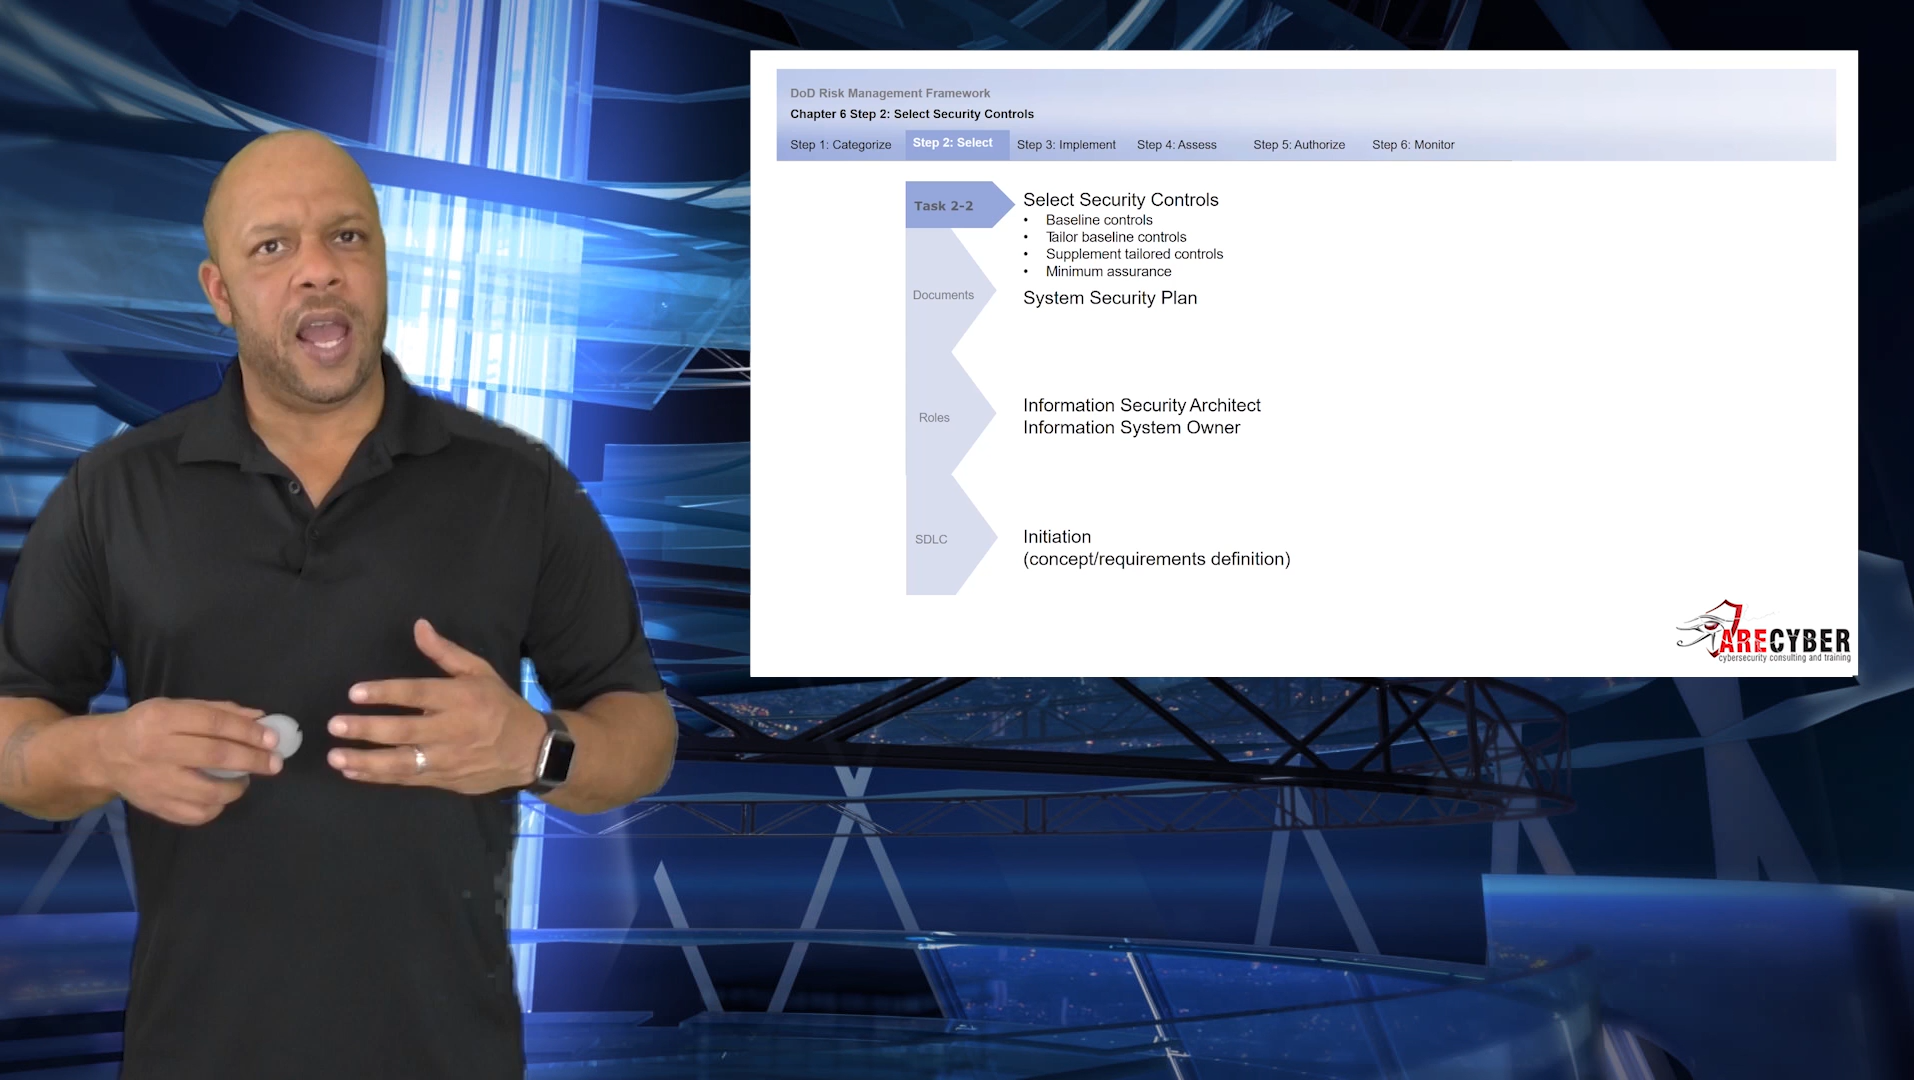 DoD Risk Management Framework
Chapter 6 Step 2: Select Security Controls
Step 1: Categorize Step 2: Select Step 3: Implement Step 4: Assess Step 5: Authorize Step 6: Monitor
Task 2-2
Select Security Controls
• Baseline controls
• Tailor baseline controls
• Supplement tailored controls
• Minimum assurance
Documents
System Security Plan
Roles
Information Security Architect
Information System Owner
SDLC
Initiation
(concept/requirements definition)
ARECYBER
cybersecurity consulting and training